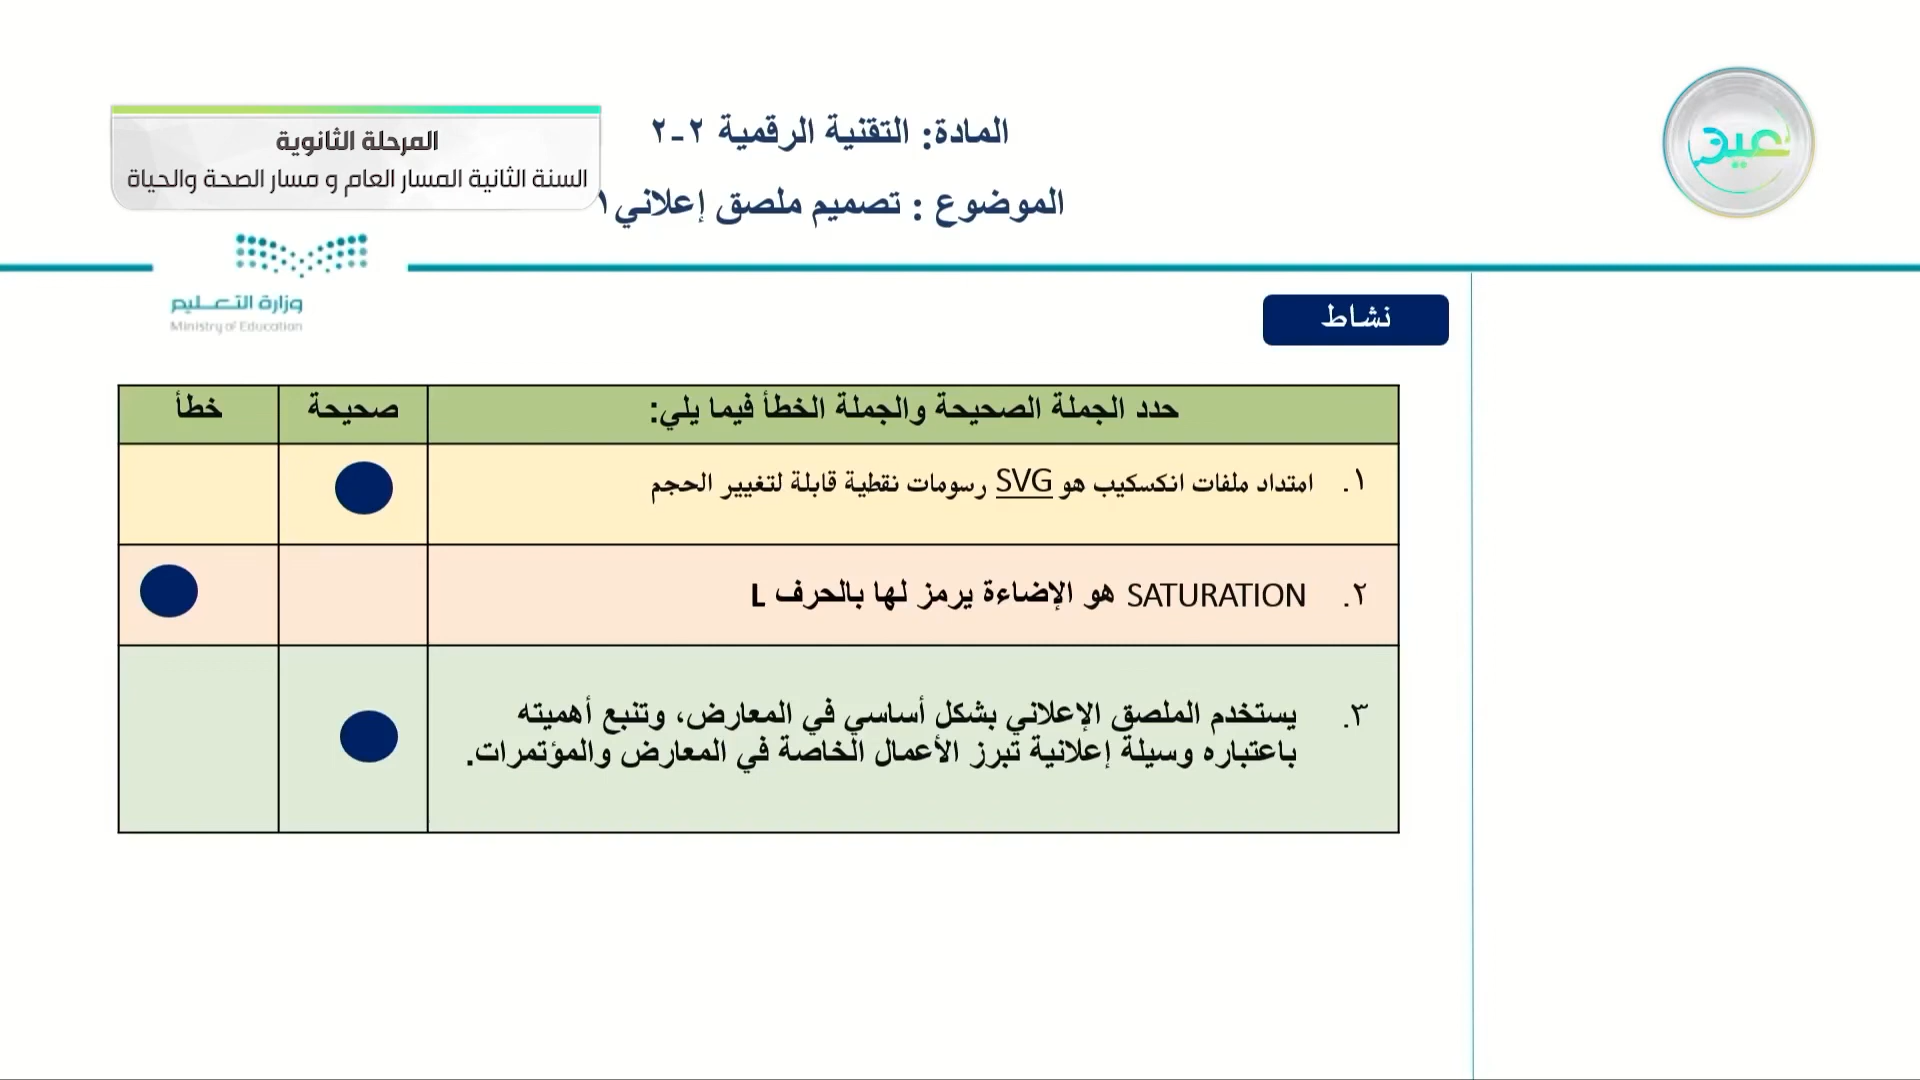 المرحلة الثانوية
السنة الثانية المسار العام و مسار الصحة والحياة
المادة: التقنية الرقمية ٢-٢
الموضوع : تصميم ملصق إعلاني١
عين
وزارة التعليم
Ministry of Education
نشاط
حدد الجملة الصحيحة والجملة الخطأ فيما يلي: صحيحة خطأ
١. امتداد ملفات انكسكيب هو SVG رسومات نقطية قابلة لتغيير الحجم
٢. SATURATION هو الإضاءة يرمز لها بالحرف L
٣. يستخدم الملصق الإعلاني بشكل أساسي في المعارض، وتنبع أهميته
باعتباره وسيلة إعلانية تبرز الأعمال الخاصة في المعارض والمؤتمرات.